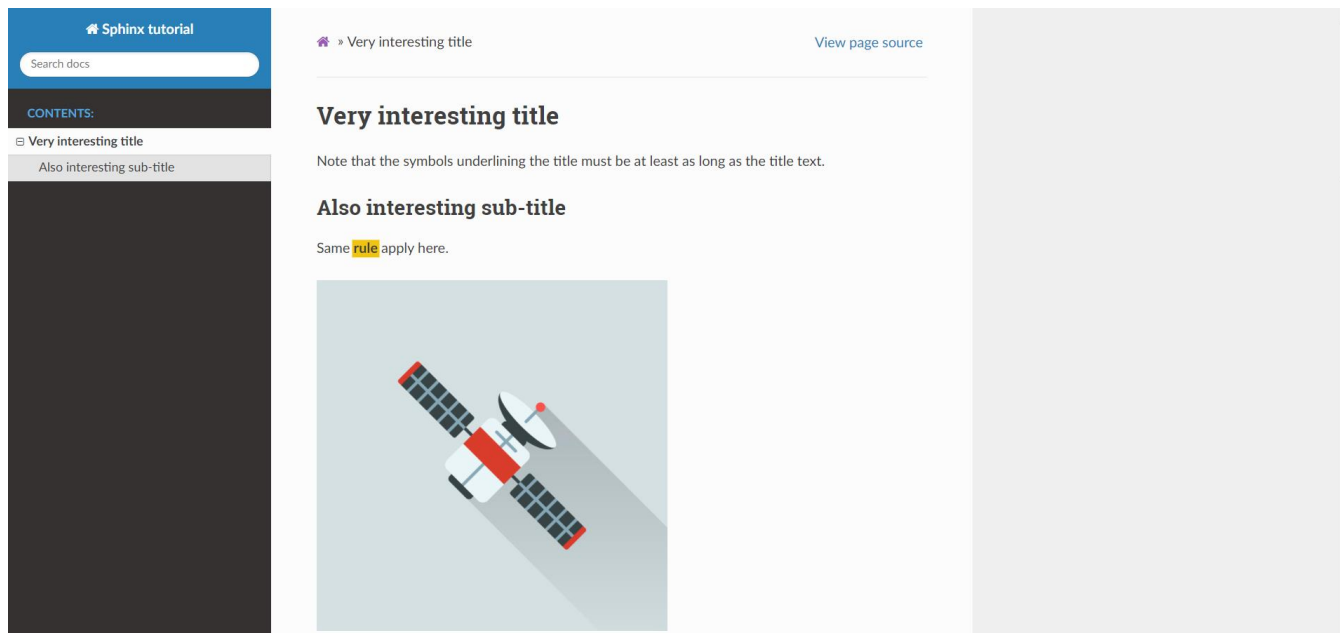 Sphinx tutorial
Search docs
CONTENTS:
Very interesting title
Also interesting sub-title
» Very interesting title
View page source
Very interesting title
Note that the symbols underlining the title must be at least as long as the title text.
Also interesting sub-title
Same rule apply here.